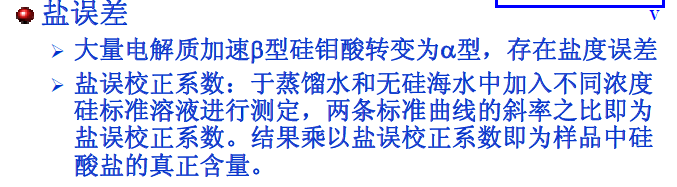 v
盐误差
大量电解质加速β型硅钼酸转变为α型，存在盐度误差
盐误校正系数：于蒸馏水和无硅海水中加入不同浓度
硅标准溶液进行测定，两条标准曲线的斜率之比即为
盐误校正系数。结果乘以盐误校正系数即为样品中硅
酸盐的真正含量。